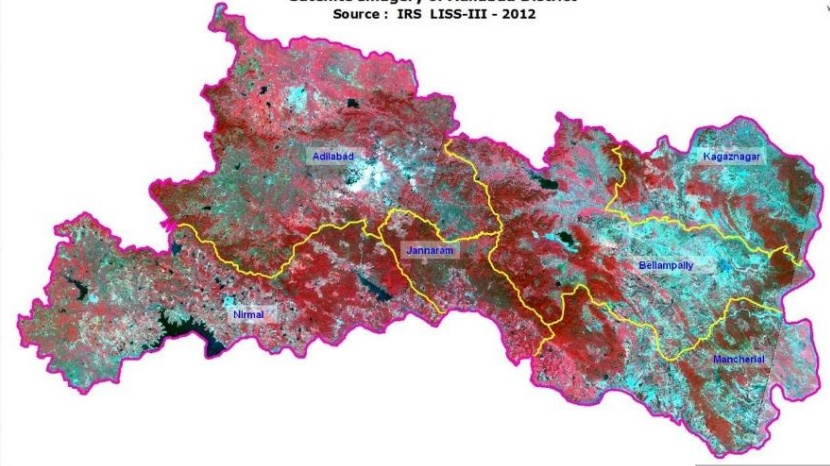 Source : IRS LISS-III - 2012
Adilabad
Kagaznagar
Jannaram
Bellampally
Nirmal
Mancherial